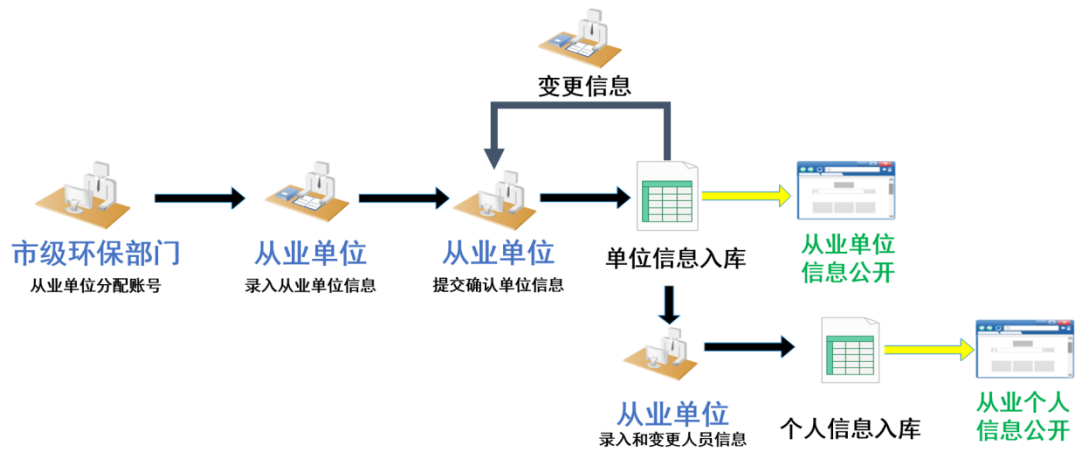 变更信息
市级环保部门
从业单位分配账号
从业单位
录入从业单位信息
从业单位
提交确认单位信息
单位信息入库
从业单位
信息公开
从业单位
录入和变更人员信息
个人信息入库
从业个人
信息公开